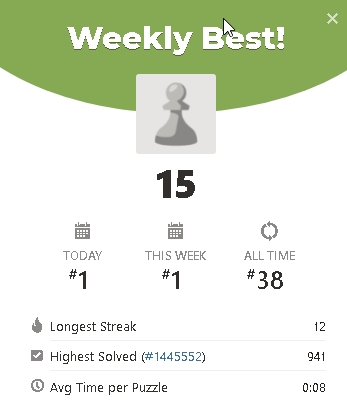 Weekly Best!
15
TODAY THIS WEEK ALL TIME
#1 #1 #38
Longest Streak 12
Highest Solved (#1445552) 941
Avg Time per Puzzle 0:08